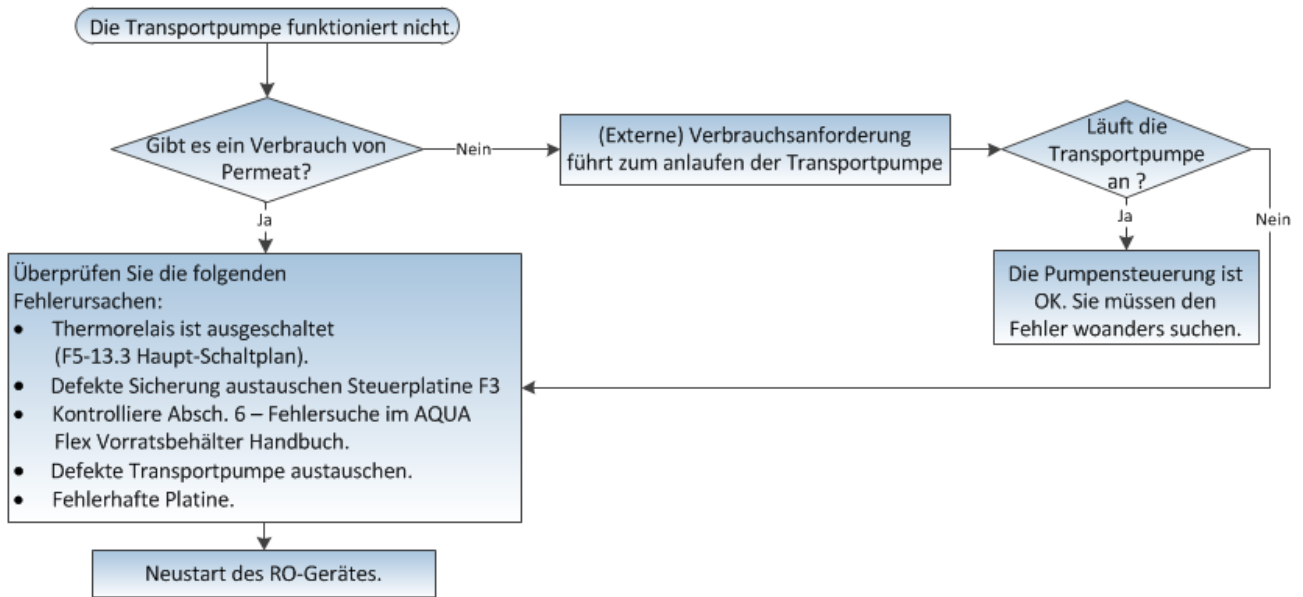 Die Transportpumpe funktioniert nicht.
Gibt es ein Verbrauch von
Permeat?
Nein
(Externe) Verbrauchsanforderung
führt zum anlaufen der Transportpumpe
Läuft die
Transportpumpe
an ?
Ja
Nein
Ja
Die Pumpensteuerung ist
OK. Sie müssen den
Fehler woanders suchen.
Überprüfen Sie die folgenden
Fehlerursachen:
• Thermorelais ist ausgeschaltet
(F5-13.3 Haupt-Schaltplan).
• Defekte Sicherung austauschen Steuerplatine F3
• Kontrolliere Absch. 6 – Fehlersuche im AQUA
Flex Vorratsbehälter Handbuch.
• Defekte Transportpumpe austauschen.
• Fehlerhafte Platine.
Neustart des RO-Gerätes.